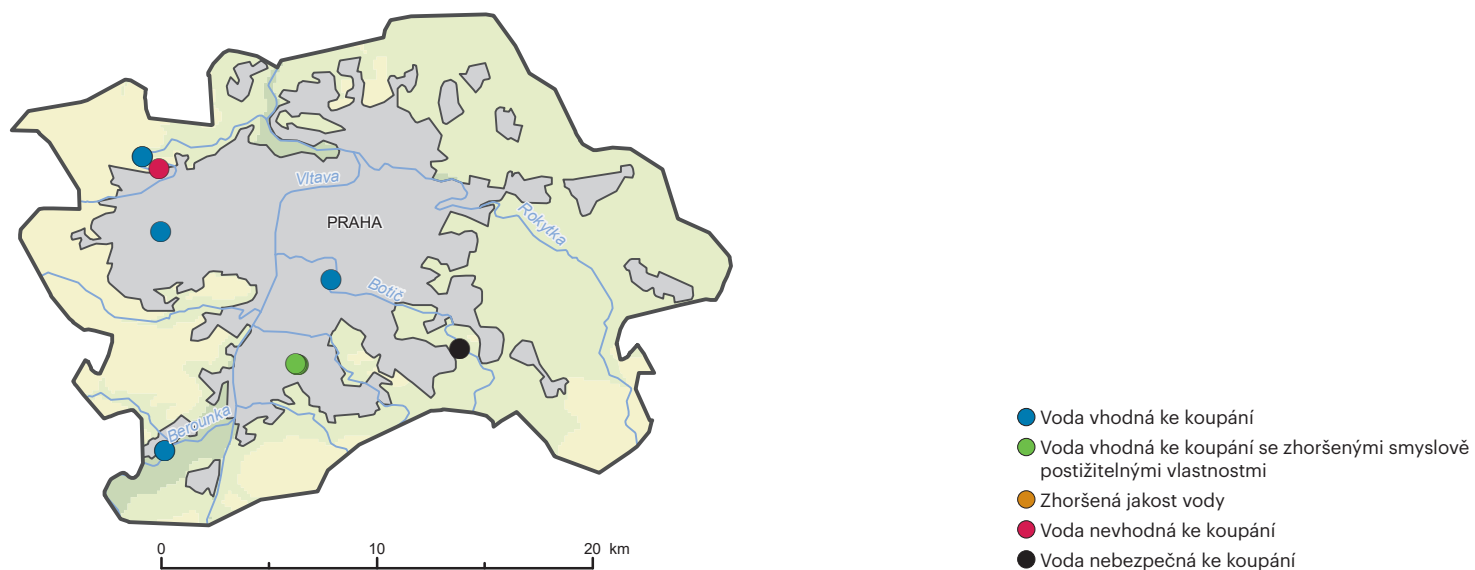 Vltava
PRAHA
Rokytka
Botič
Berounka
0 10 20 km
Voda vhodná ke koupání
Voda vhodná ke koupání se zhoršenými smyslově
postižitelnými vlastnostmi
Zhoršená jakost vody
Voda nevhodná ke koupání
Voda nebezpečná ke koupání